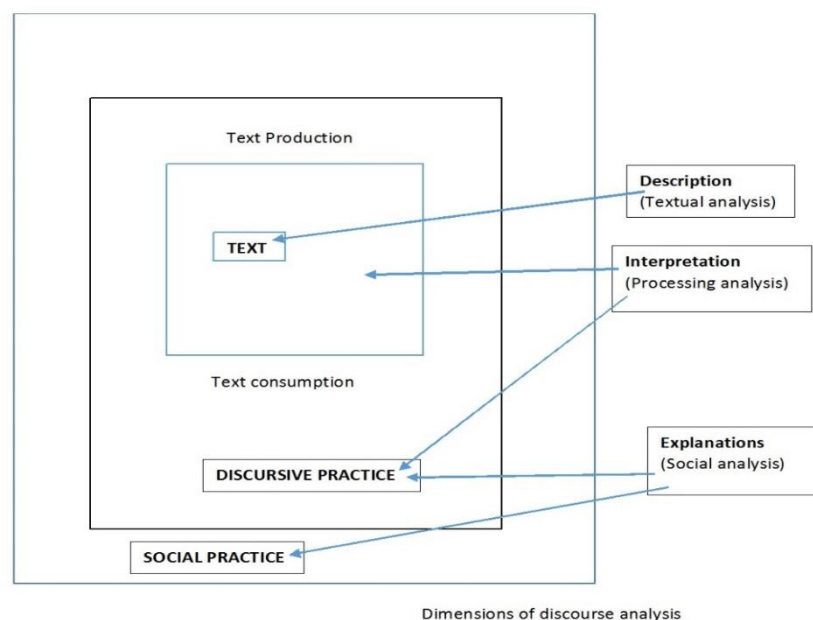 Text Production
Description
(Textual analysis)
TEXT
Interpretation
(Processing analysis)
Text consumption
Explanations
(Social analysis)
DISCURSIVE PRACTICE
SOCIAL PRACTICE
Dimensions of discourse analysis